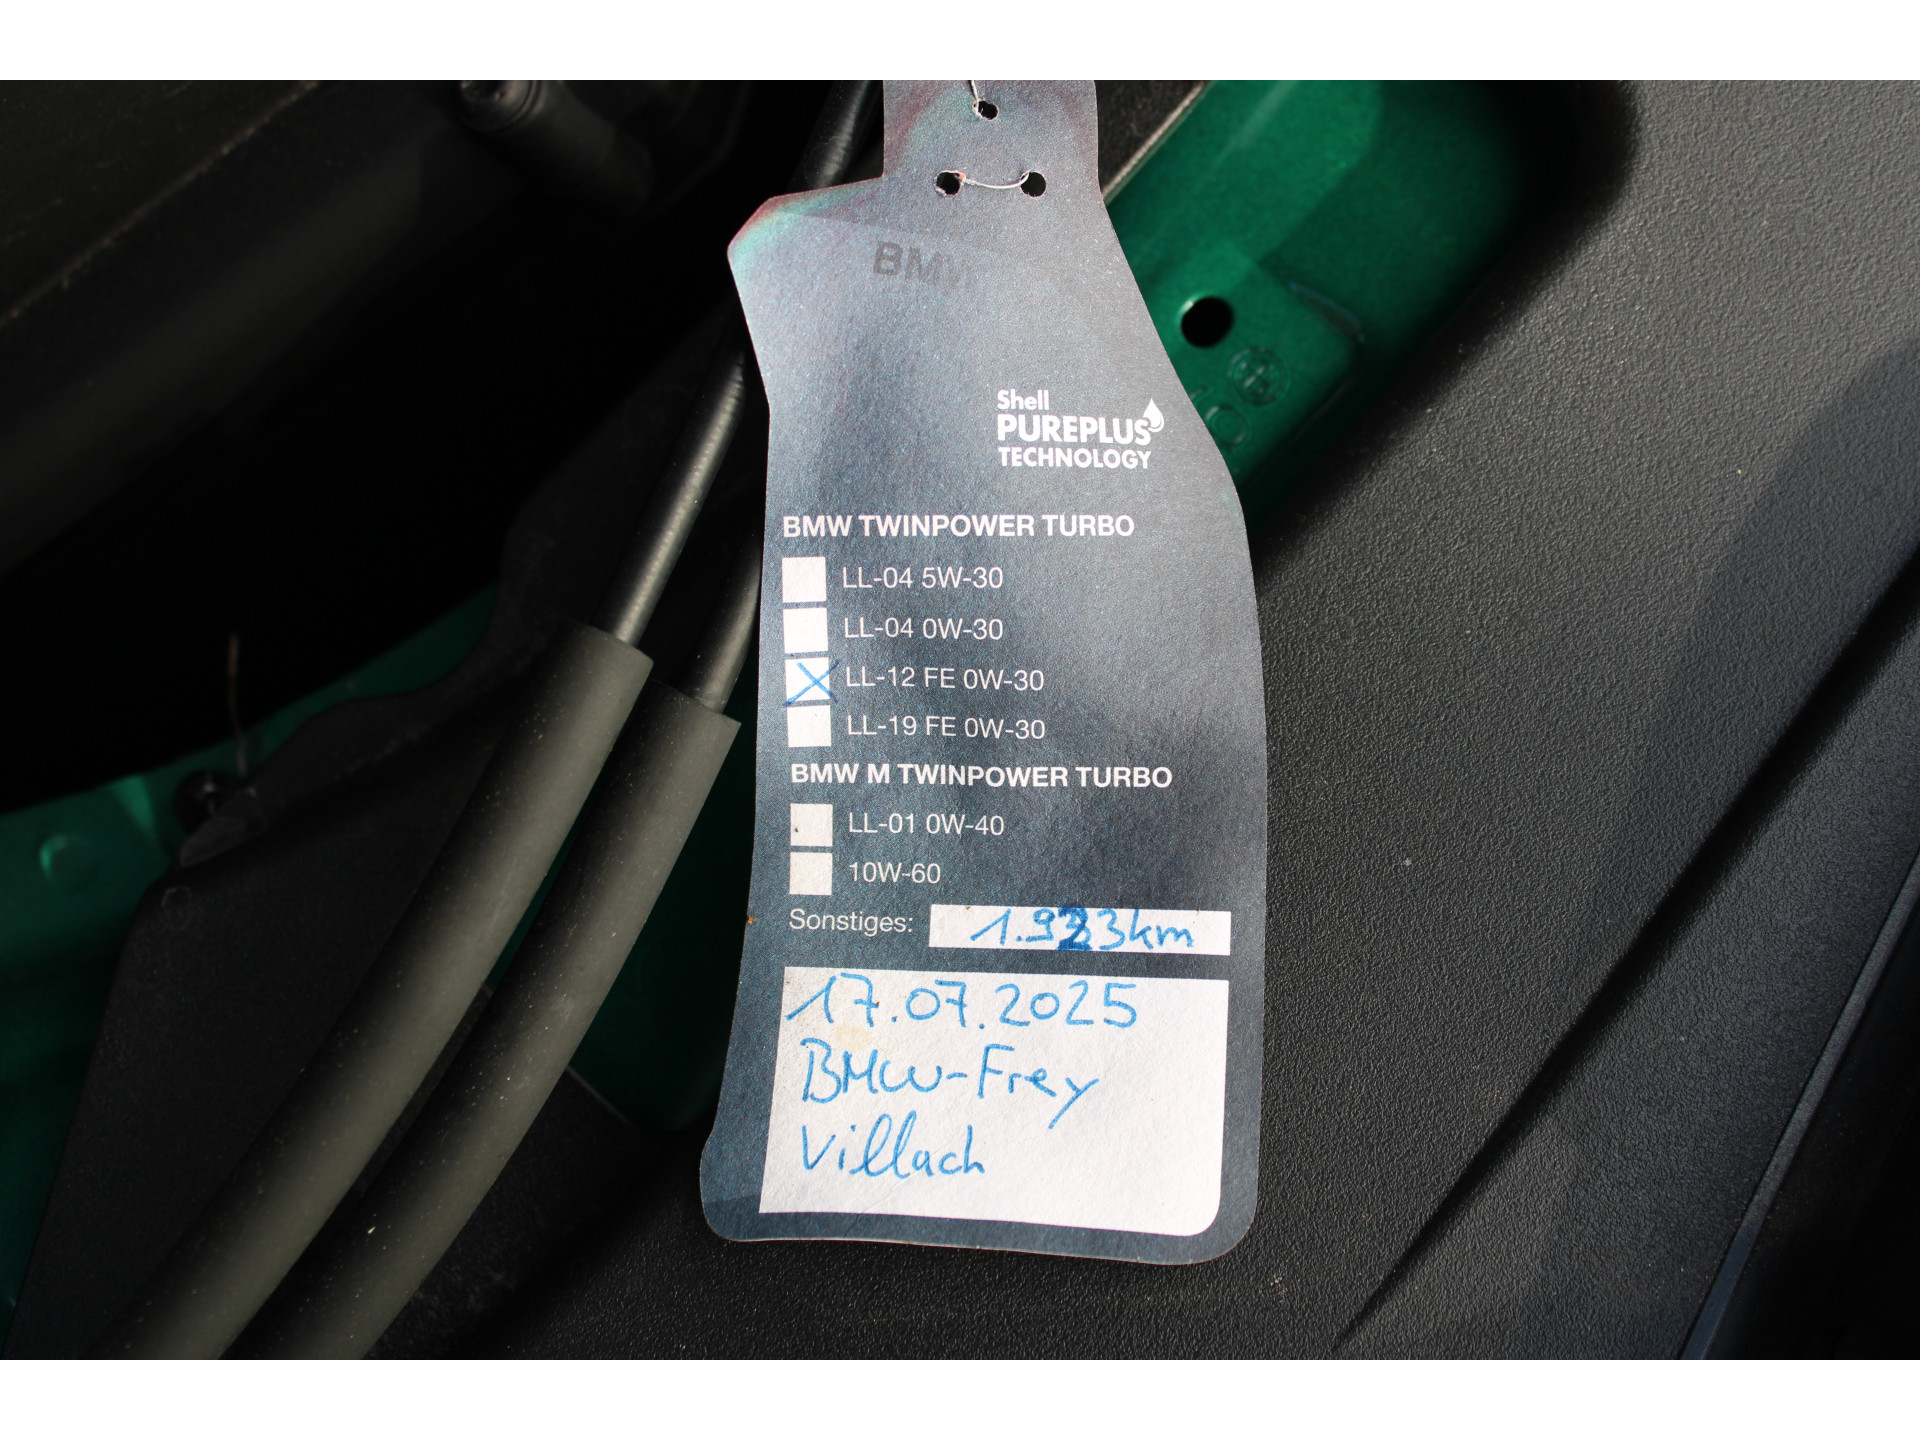 BMW
Shell
PUREPLUS
TECHNOLOGY
BMW TWINPOWER TURBO
LL-04 5W-30
LL-04 0W-30
LL-12 FE 0W-30
LL-19 FE 0W-30
BMW M TWINPOWER TURBO
LL-01 0W-40
10W-60
Sonstiges: 1.923km
17.07.2025
BMW-Frey
Villach